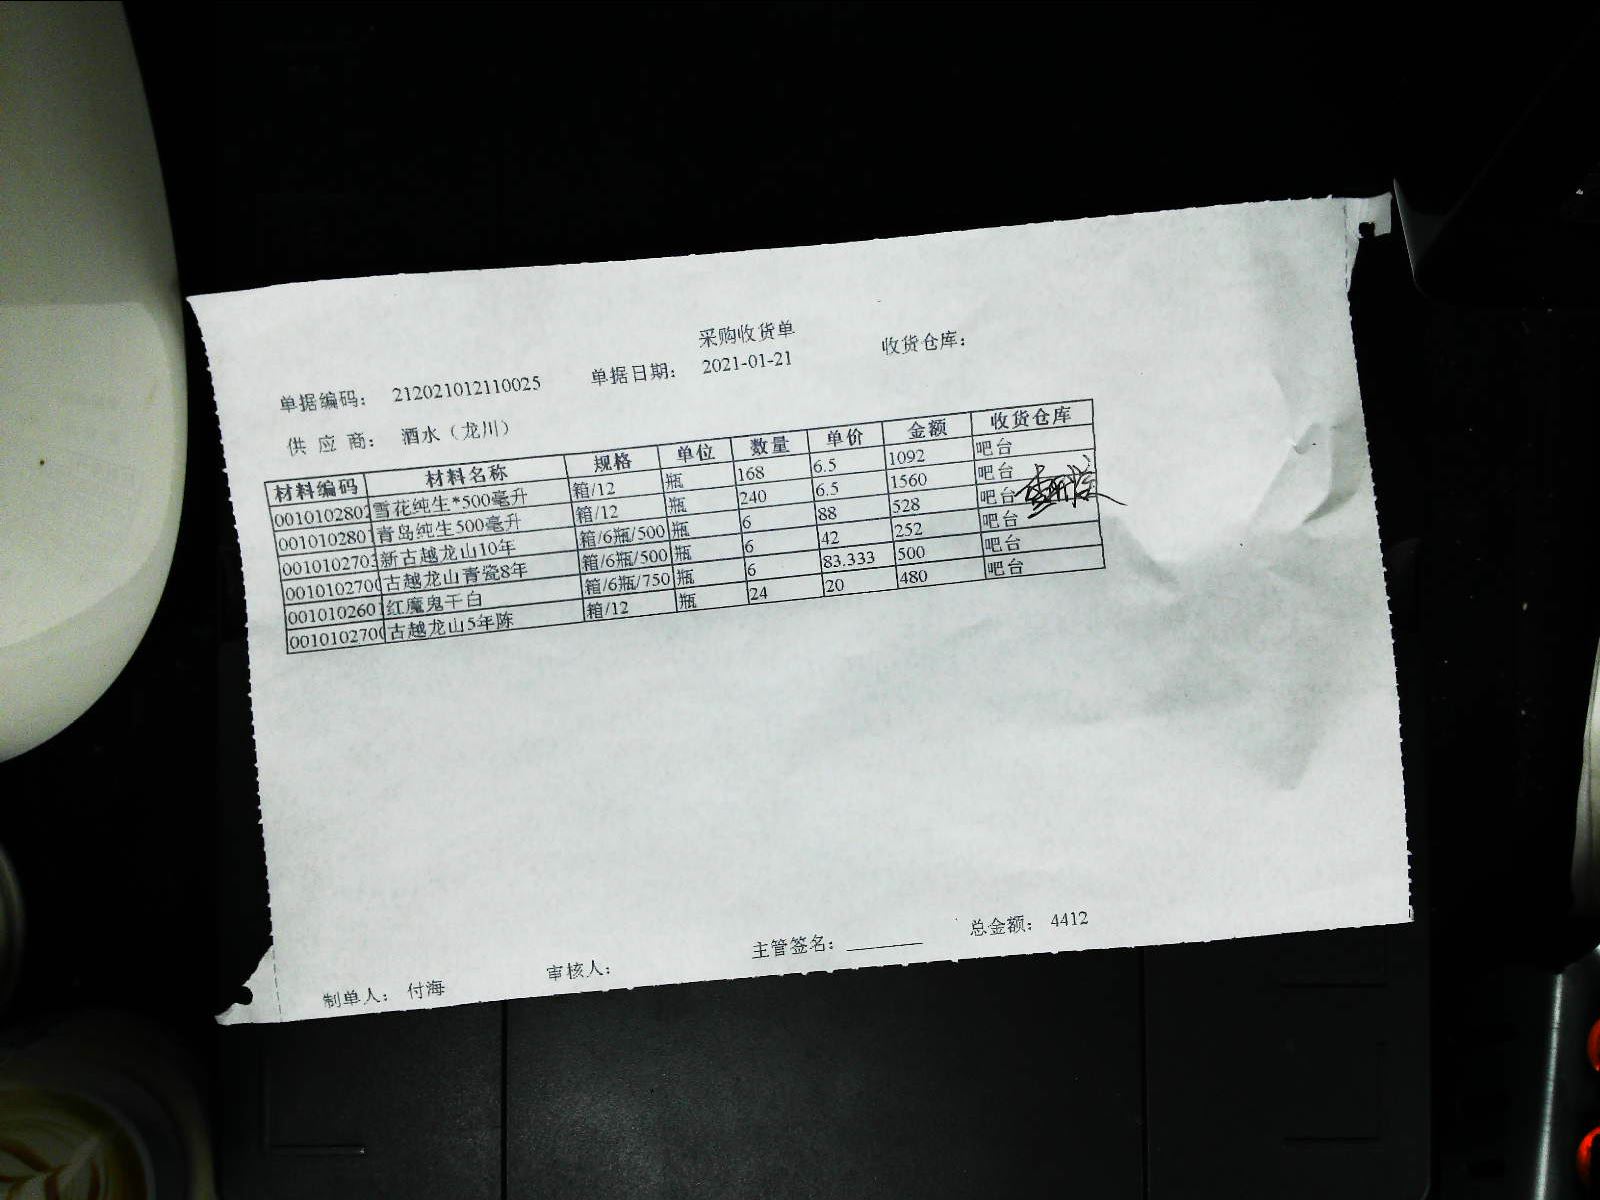 采购收货单
单据编码： 212021012110025 单据日期： 2021-01-21 收货仓库：
供 应 商： 酒水（龙川）
材料编码 材料名称 规格 单位 数量 单价 金额 收货仓库
0010102802 雪花纯生*500毫升 箱/12 瓶 168 6.5 1092 吧台
0010102801 青岛纯生500毫升 箱/12 瓶 240 6.5 1560 吧台
001010270 新古越龙山10年 箱/6瓶/500 瓶 6 88 528 吧台
001010270 古越龙山青瓷8年 箱/6瓶/500 瓶 6 42 252 吧台
001010260 红魔鬼干白 箱/6瓶/750 瓶 6 83.333 500 吧台
001010270 古越龙山5年陈 箱/12 瓶 24 20 480 吧台
制单人： 付海 审核人： 主管签名： 总金额： 4412